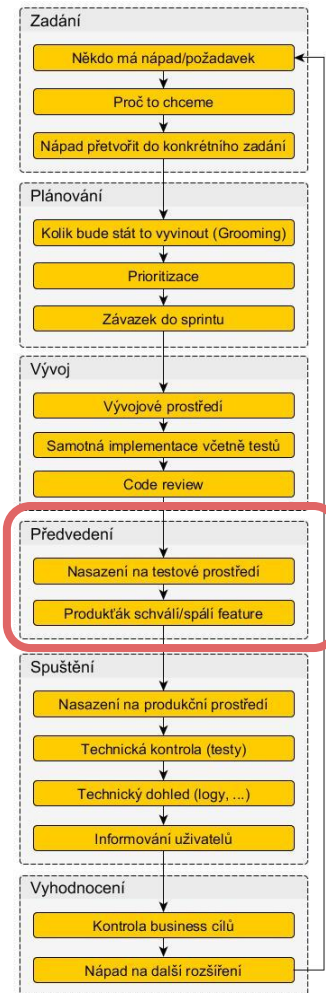 Zadání
Někdo má nápad/požadavek
Proč to chceme
Nápad přetvořit do konkrétního zadání
Plánování
Kolik bude stát to vyvinout (Grooming)
Prioritizace
Závazek do sprintu
Vývoj
Vývojové prostředí
Samotná implementace včetně testů
Code review
Předvedení
Nasazení na testové prostředí
Produkťák schválí/spálí feature
Spuštění
Nasazení na produkční prostředí
Technická kontrola (testy)
Technický dohled (logy, ...)
Informování uživatelů
Vyhodnocení
Kontrola business cílů
Nápad na další rozšíření